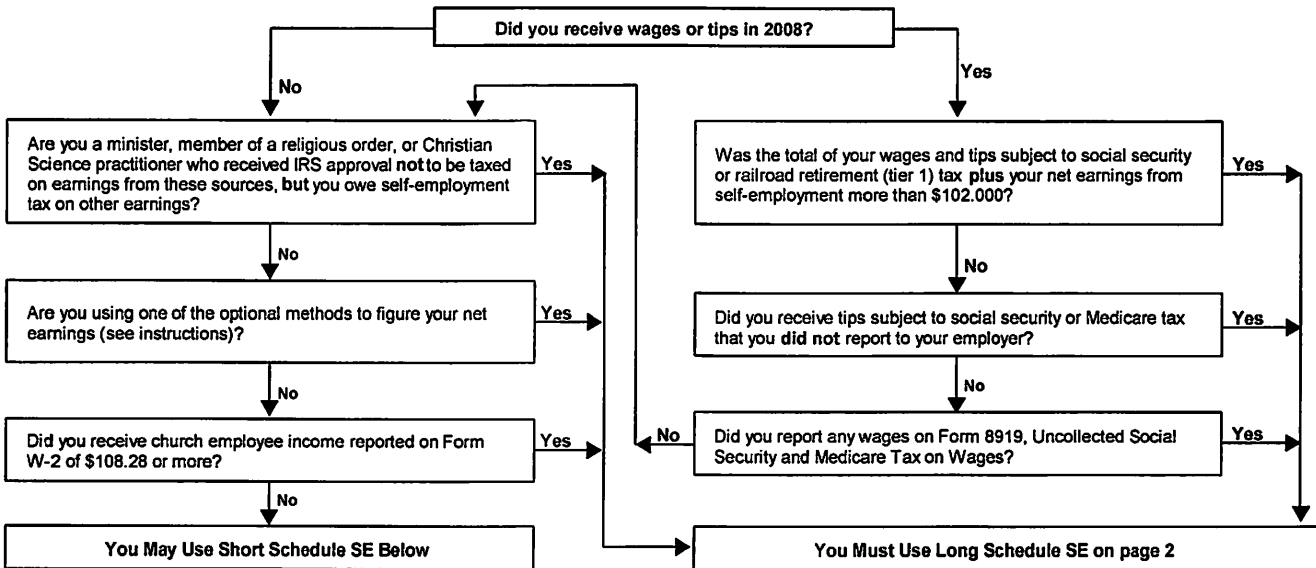 Did you receive wages or tips in 2008?
No
Yes
Are you a minister, member of a religious order, or Christian
Science practitioner who received IRS approval not to be taxed
on earnings from these sources, but you owe self-employment
tax on other earnings?
Yes
Was the total of your wages and tips subject to social security
or railroad retirement (tier 1) tax plus your net earnings from
self-employment more than $102.000?
Yes
No
No
Are you using one of the optional methods to figure your net
earnings (see instructions)?
Yes
Did you receive tips subject to social security or Medicare tax
that you did not report to your employer?
Yes
No
No
Did you receive church employee income reported on Form
W-2 of $108.28 or more?
Yes
No
Did you report any wages on Form 8919, Uncollected Social
Security and Medicare Tax on Wages?
Yes
No
You May Use Short Schedule SE Below
You Must Use Long Schedule SE on page 2